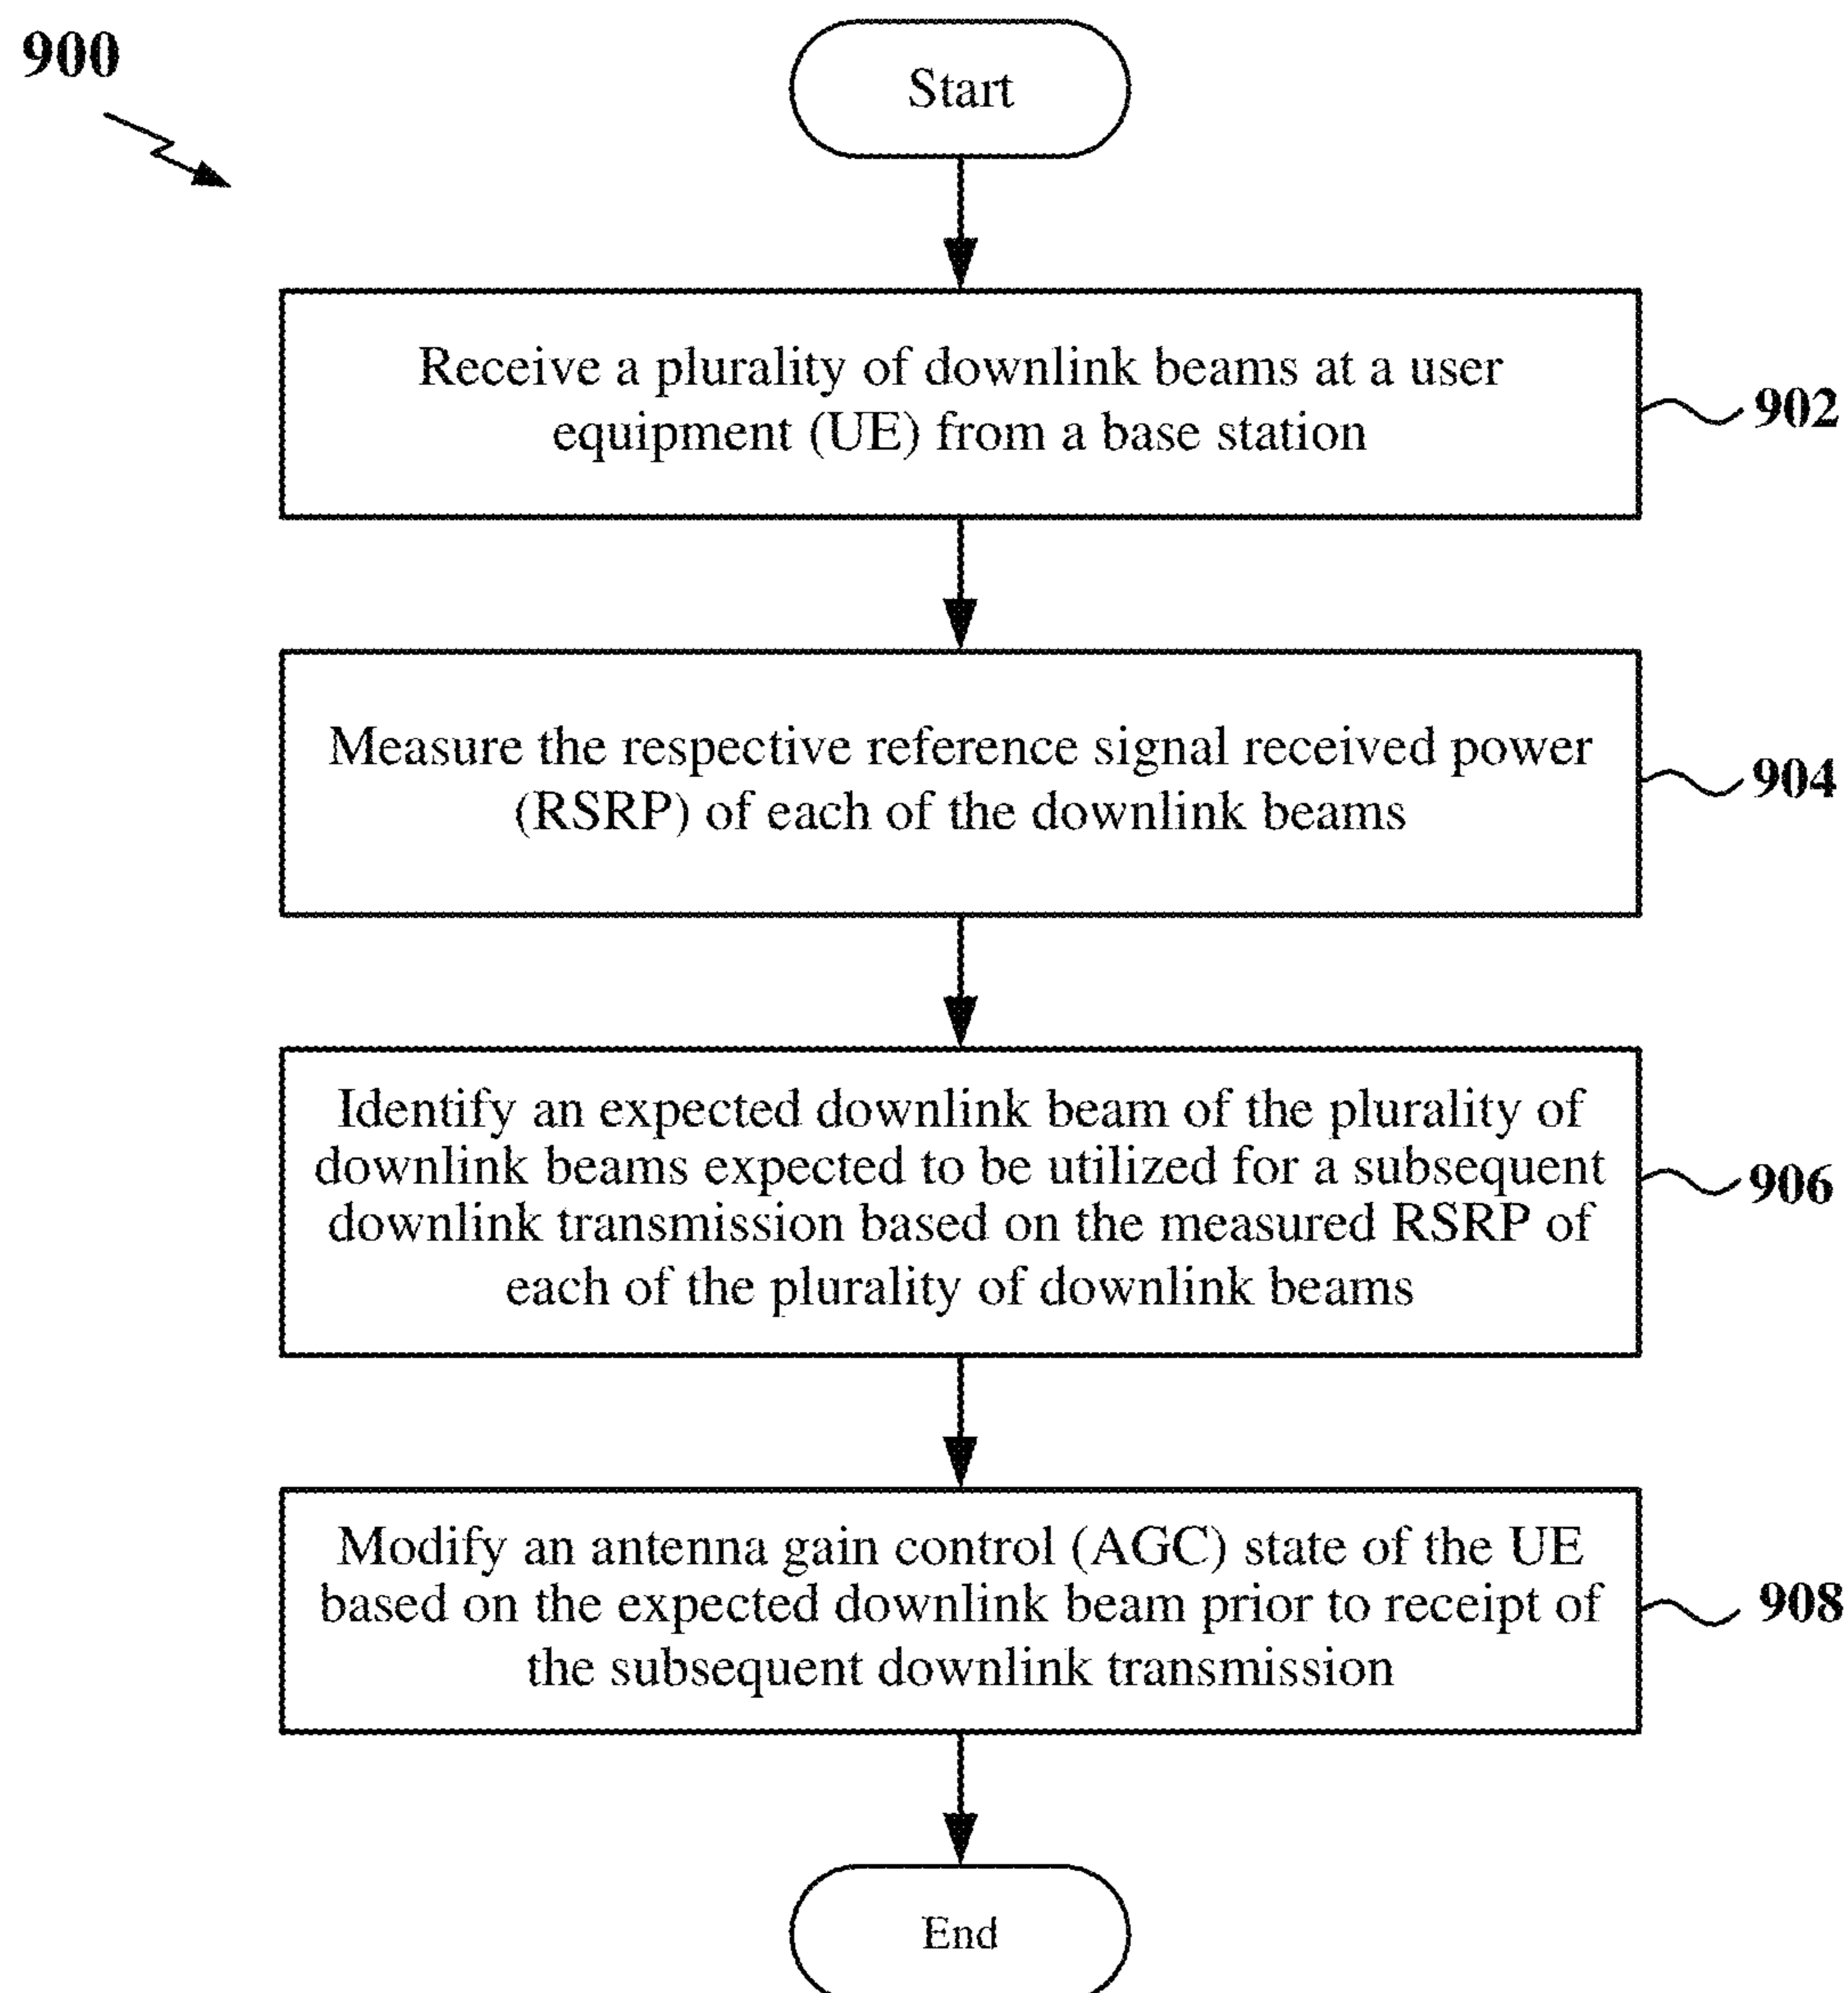 900
Start
Receive a plurality of downlink beams at a user
equipment (UE) from a base station
902
Measure the respective reference signal received power
(RSRP) of each of the downlink beams
904
Identify an expected downlink beam of the plurality of
downlink beams expected to be utilized for a subsequent
downlink transmission based on the measured RSRP of
each of the plurality of downlink beams
906
Modify an antenna gain control (AGC) state of the UE
based on the expected downlink beam prior to receipt of
the subsequent downlink transmission
908
End